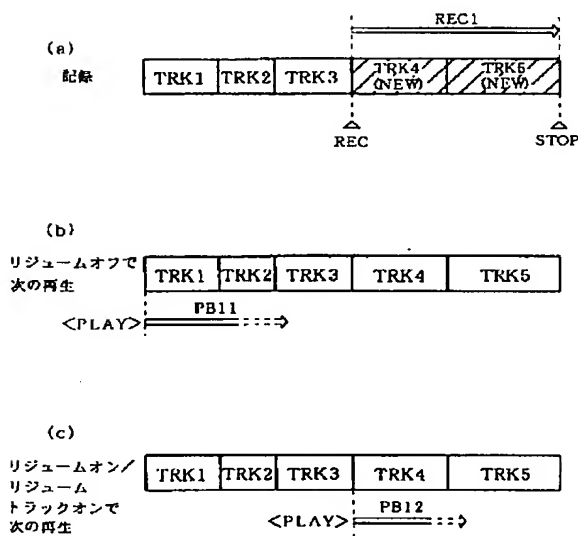 REC1
(a)
記録
TRK1 TRK2 TRK3 TRK4 (NEW) TRK5 (NEW)
REC STOP
(b)
リジュームオフで
次の再生
TRK1 TRK2 TRK3 TRK4 TRK5
<PLAY> PB11
(c)
リジュームオン/
リジューム
トラックオンで
次の再生
TRK1 TRK2 TRK3 TRK4 TRK5
<PLAY> PB12